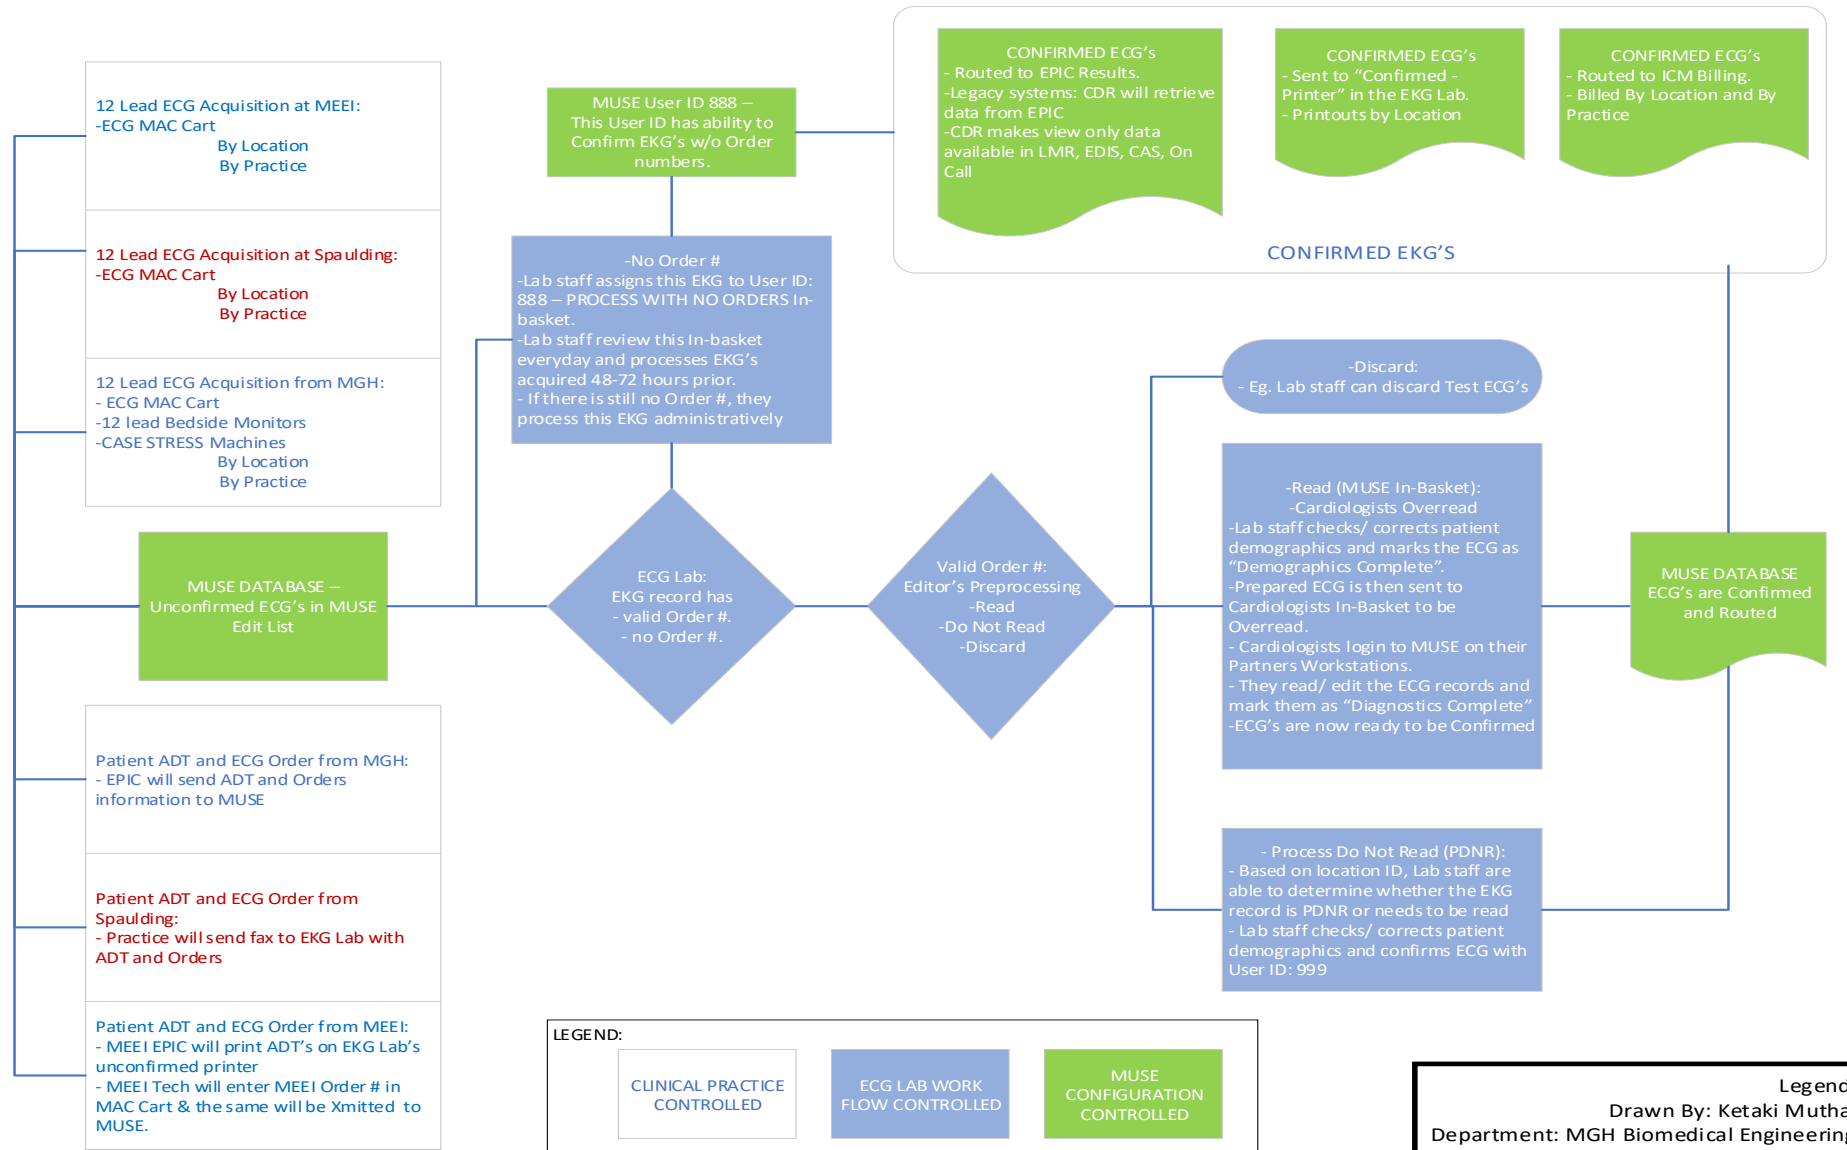 12 Lead ECG Acquisition at MEEI:
-ECG MAC Cart
By Location
By Practice
12 Lead ECG Acquisition at Spaulding:
-ECG MAC Cart
By Location
By Practice
12 Lead ECG Acquisition from MGH:
- ECG MAC Cart
-12 lead Bedside Monitors
-CASE STRESS Machines
By Location
By Practice
MUSE DATABASE –
Unconfirmed ECG's in MUSE
Edit List
Patient ADT and ECG Order from MGH:
- EPIC will send ADT and Orders
information to MUSE
Patient ADT and ECG Order from
Spaulding:
- Practice will send fax to EKG Lab with
ADT and Orders
Patient ADT and ECG Order from MEEI:
- MEEI EPIC will print ADT's on EKG Lab's
unconfirmed printer
- MEEI Tech will enter MEEI Order # in
MAC Cart & the same will be Xmitted to
MUSE.
MUSE User ID 888 –
This User ID has ability to
Confirm EKG's w/o Order
numbers.
-No Order #
-Lab staff assigns this EKG to User ID:
888 – PROCESS WITH NO ORDERS In-
basket.
-Lab staff review this In-basket
everyday and processes EKG's
acquired 48-72 hours prior.
- If there is still no Order #, they
process this EKG administratively
ECG Lab:
EKG record has
- valid Order #.
- no Order #.
Valid Order #:
Editor's Preprocessing
-Read
-Do Not Read
-Discard
CONFIRMED ECG's
- Routed to EPIC Results.
-Legacy systems: CDR will retrieve
data from EPIC
-CDR makes view only data
available in LMR, EDIS, CAS, On
Call
CONFIRMED ECG's
- Sent to “Confirmed -
Printer” in the EKG Lab.
- Printouts by Location
CONFIRMED ECG's
- Routed to ICM Billing.
- Billed By Location and By
Practice
CONFIRMED EKG'S
-Discard:
- Eg. Lab staff can discard Test ECG's
-Read (MUSE In-Basket):
-Cardiologists Overread
-Lab staff checks/ corrects patient
demographics and marks the ECG as
“Demographics Complete”.
-Prepared ECG is then sent to
Cardiologists In-Basket to be
Overread.
- Cardiologists login to MUSE on their
Partners Workstations.
- They read/ edit the ECG records and
mark them as “Diagnostics Complete”
-ECG's are now ready to be Confirmed
- Process Do Not Read (PDNR):
- Based on location ID, Lab staff are
able to determine whether the EKG
record is PDNR or needs to be read
- Lab staff checks/ corrects patient
demographics and confirms ECG with
User ID: 999
MUSE DATABASE
ECG's are Confirmed
and Routed
LEGEND:
CLINICAL PRACTICE
CONTROLLED
ECG LAB WORK
FLOW CONTROLLED
MUSE
CONFIGURATION
CONTROLLED
Legend
Drawn By: Ketaki Mutha
Department: MGH Biomedical Engineering